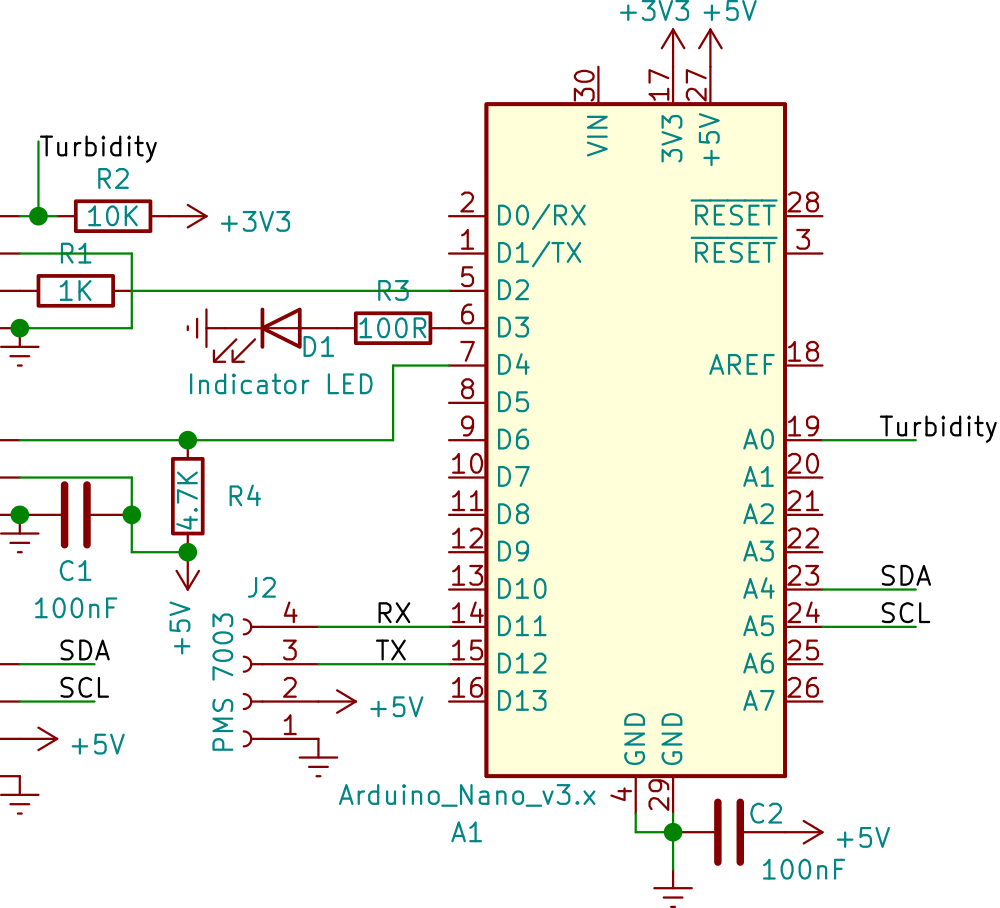 +3V3 +5V
30
17
27
VIN
3V3
+5V
Turbidity
R2
10K
+3V3
R1
1K
R3
100R
D1
Indicator LED
2 D0/RX
1 D1/TX
5 D2
6 D3
7 D4
8 D5
9 D6
10 D7
11 D8
12 D9
13 D10
14 D11
15 D12
16 D13
RESET 28
RESET 3
AREF 18
A0 19 Turbidity
A1 20
A2 21
A3 22
A4 23 SDA
A5 24 SCL
A6 25
A7 26
4.7K
R4
C1
100nF
+5V
SDA
SCL
+5V
J2
PMS 7003
4 RX
3 TX
2 +5V
1
GND
GND
4
29
Arduino_Nano_v3.x
A1
C2
100nF
+5V